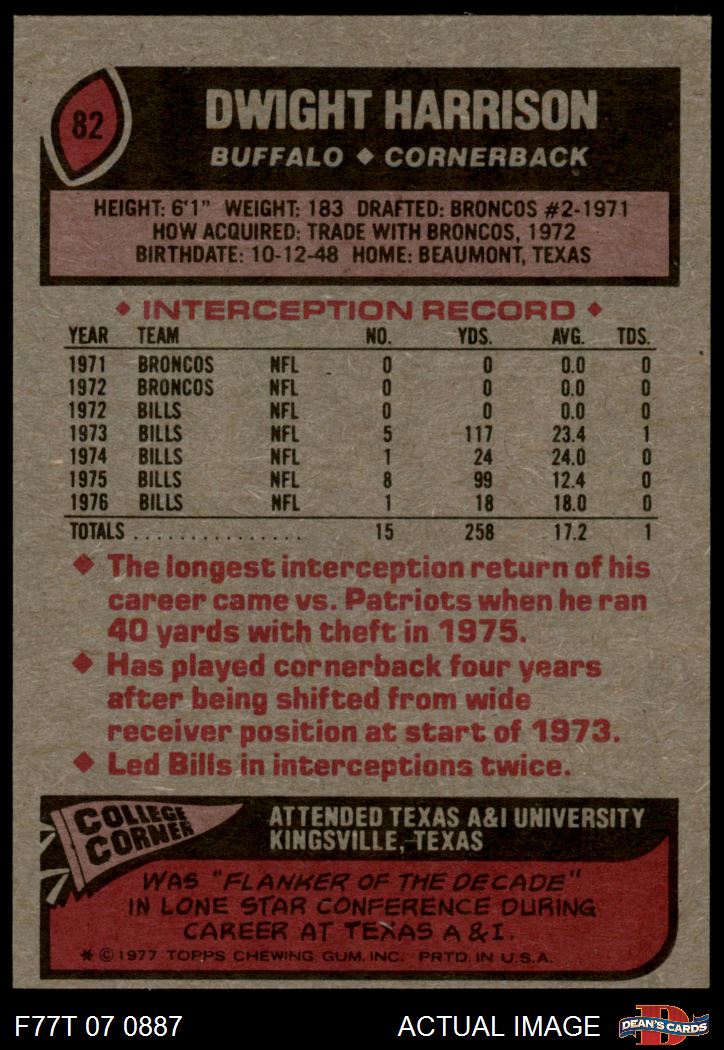 82
DWIGHT HARRISON
BUFFALO ◆ CORNERBACK
HEIGHT: 6'1" WEIGHT: 183 DRAFTED: BRONCOS #2-1971
HOW ACQUIRED: TRADE WITH BRONCOS, 1972
BIRTHDATE: 10-12-48 HOME: BEAUMONT, TEXAS
◆ INTERCEPTION RECORD ◆
YEAR TEAM NO. YDS. AVG. TDS.
1971 BRONCOS NFL 0 0 0.0 0
1972 BRONCOS NFL 0 0 0.0 0
1972 BILLS NFL 0 0 0.0 0
1973 BILLS NFL 5 117 23.4 1
1974 BILLS NFL 1 24 24.0 0
1975 BILLS NFL 8 99 12.4 0
1976 BILLS NFL 1 18 18.0 0
TOTALS . . . . . . . . . . . . . . . 15 258 17.2 1
◆ The longest interception return of his
career came vs. Patriots when he ran
40 yards with theft in 1975.
◆ Has played cornerback four years
after being shifted from wide
receiver position at start of 1973.
◆ Led Bills in interceptions twice.
COLLEGE
CORNER
ATTENDED TEXAS A&I UNIVERSITY
KINGSVILLE, TEXAS
WAS "FLANKER OF THE DECADE"
IN LONE STAR CONFERENCE DURING
CAREER AT TEXAS A & I.
* © 1977 TOPPS CHEWING GUM, INC. PRTD. IN U.S.A.
F77T 07 0887 ACTUAL IMAGE
D
DEAN'S CARDS